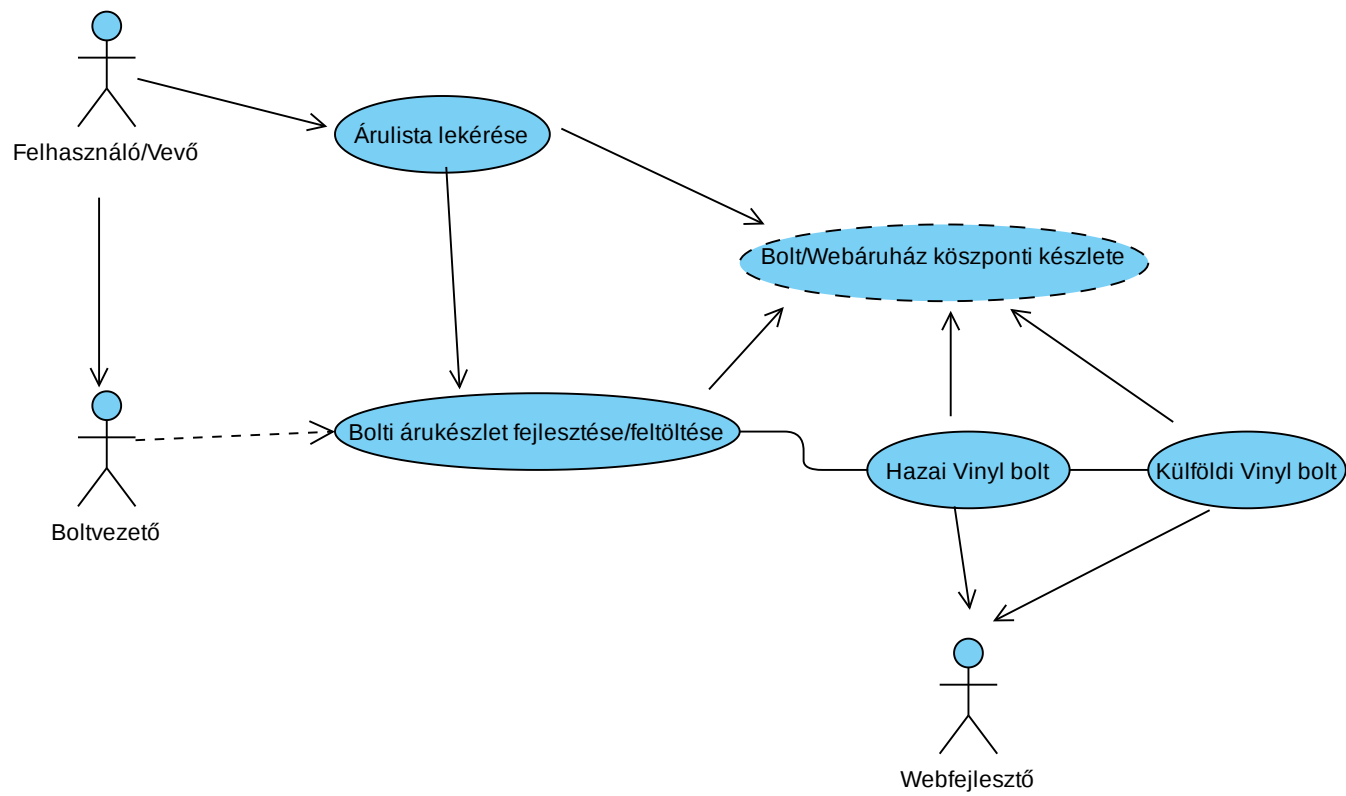 Felhasználó/Vevő
Árulista lekérése
Bolt/Webáruház köszponti készlete
Bolti árukészlet fejlesztése/feltöltése
Hazai Vinyl bolt
Külföldi Vinyl bolt
Boltvezető
Webfejlesztő